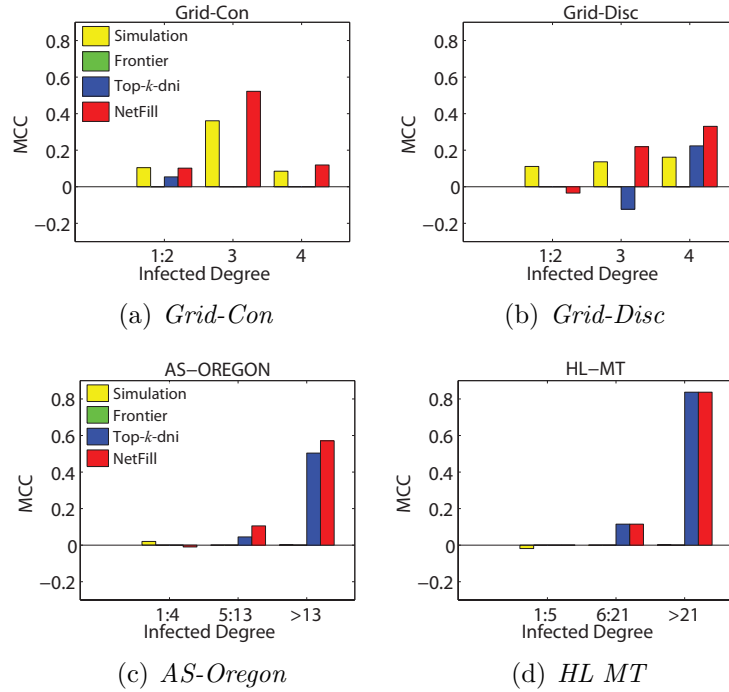 Grid-Con
Simulation
Frontier
Top-k-dni
NetFill
0.8
0.6
0.4
0.2
0
−0.2
MCC
1:2 3 4
Infected Degree
(a) Grid-Con
Grid-Disc
0.8
0.6
0.4
0.2
0
−0.2
MCC
1:2 3 4
Infected Degree
(b) Grid-Disc
AS−OREGON
Simulation
Frontier
Top-k-dni
NetFill
0.8
0.6
0.4
0.2
0
−0.2
MCC
1:4 5:13 >13
Infected Degree
(c) AS-Oregon
HL−MT
0.8
0.6
0.4
0.2
0
−0.2
MCC
1:5 6:21 >21
Infected Degree
(d) HL MT